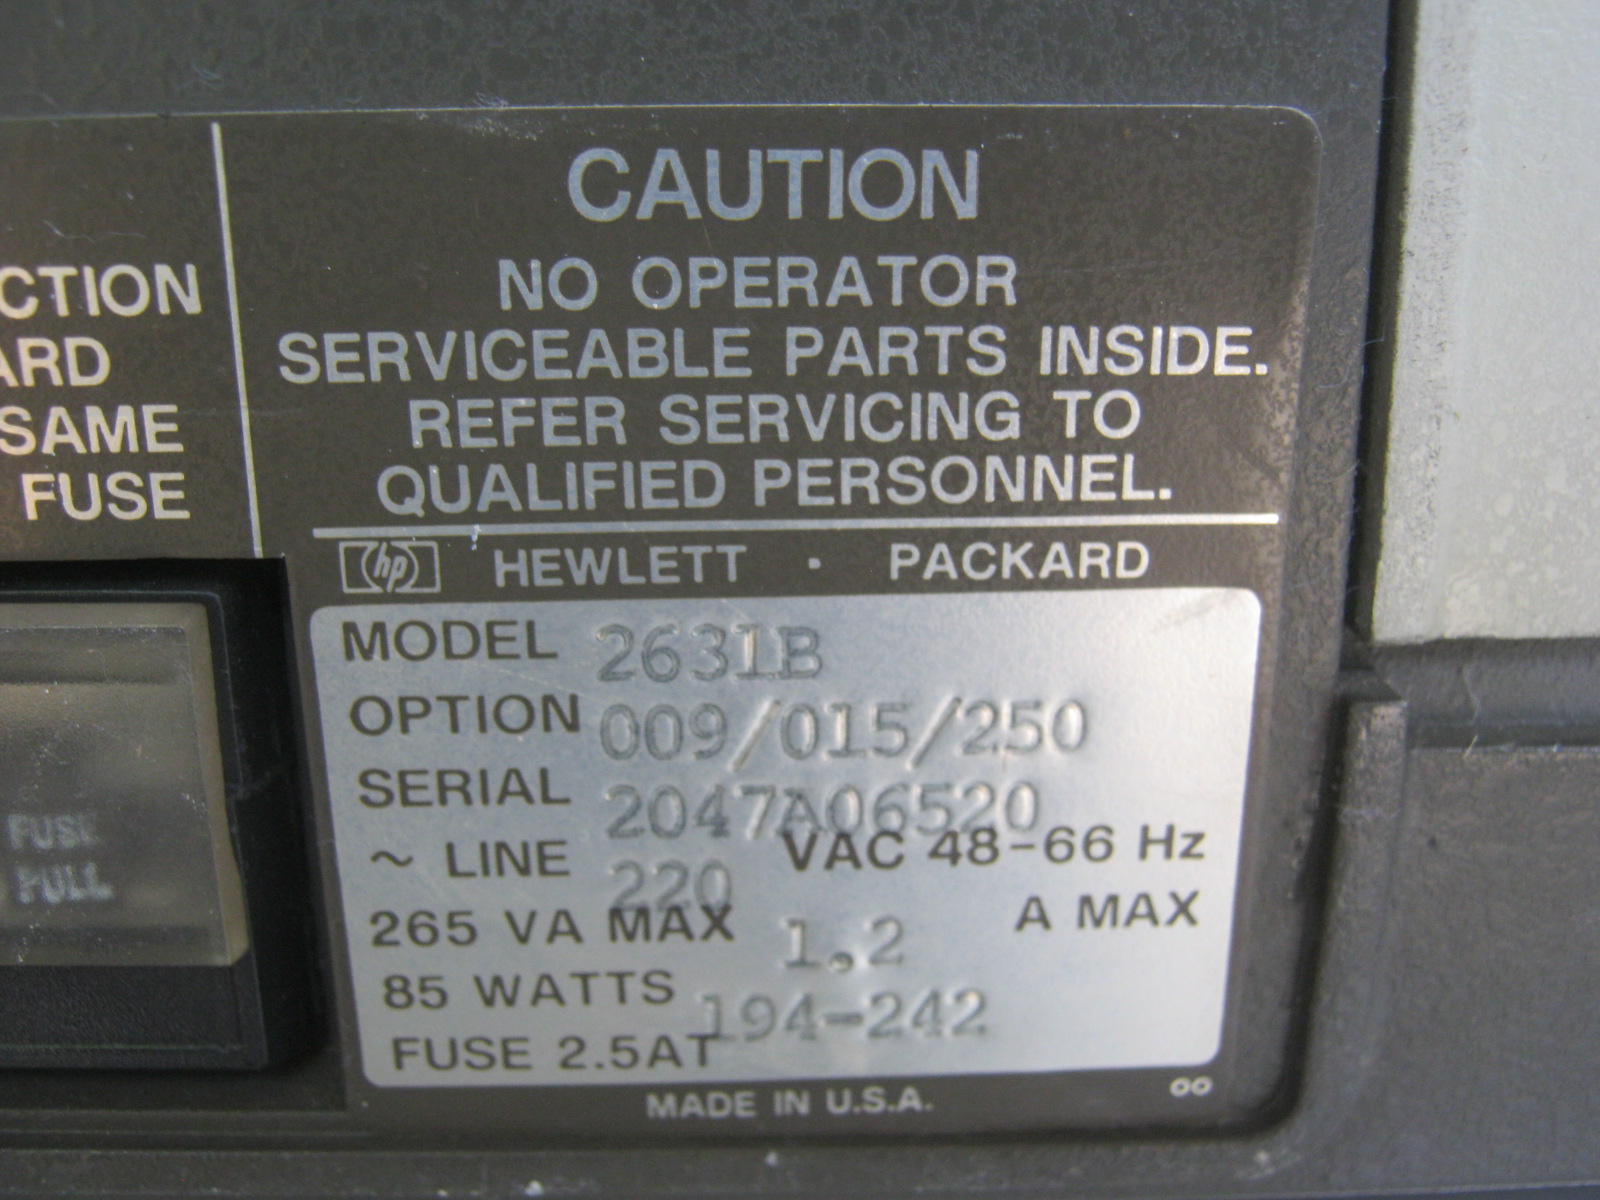 CTION
ARD
SAME
FUSE
CAUTION
NO OPERATOR
SERVICEABLE PARTS INSIDE.
REFER SERVICING TO
QUALIFIED PERSONNEL.
hp HEWLETT · PACKARD
MODEL 2631B
OPTION 009/015/250
SERIAL 2047A06520
~ LINE 220 VAC 48-66 Hz
265 VA MAX 1.2 A MAX
85 WATTS 194-242
FUSE 2.5AT
MADE IN U.S.A. 00
FUSE
PULL